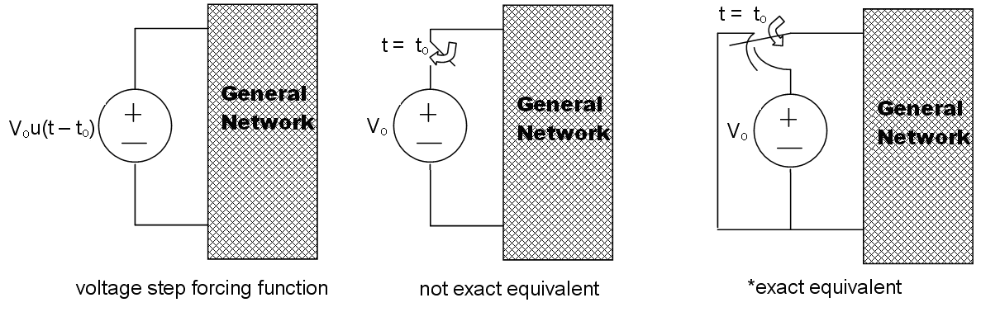 t = to
t = to
General
Network
General
Network
General
Network
Vou(t – to)
Vo
Vo
voltage step forcing function
not exact equivalent
*exact equivalent